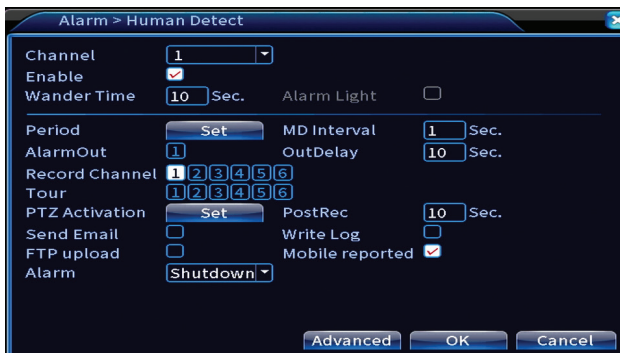 Alarm > Human Detect
Channel 1
Enable
Wander Time 10 Sec. Alarm Light
Period Set MD Interval 1 Sec.
AlarmOut 1 OutDelay 10 Sec.
Record Channel 1 2 3 4 5 6
Tour 1 2 3 4 5 6
PTZ Activation Set PostRec 10 Sec.
Send Email Write Log
FTP upload Mobile reported
Alarm Shutdown
Advanced OK Cancel